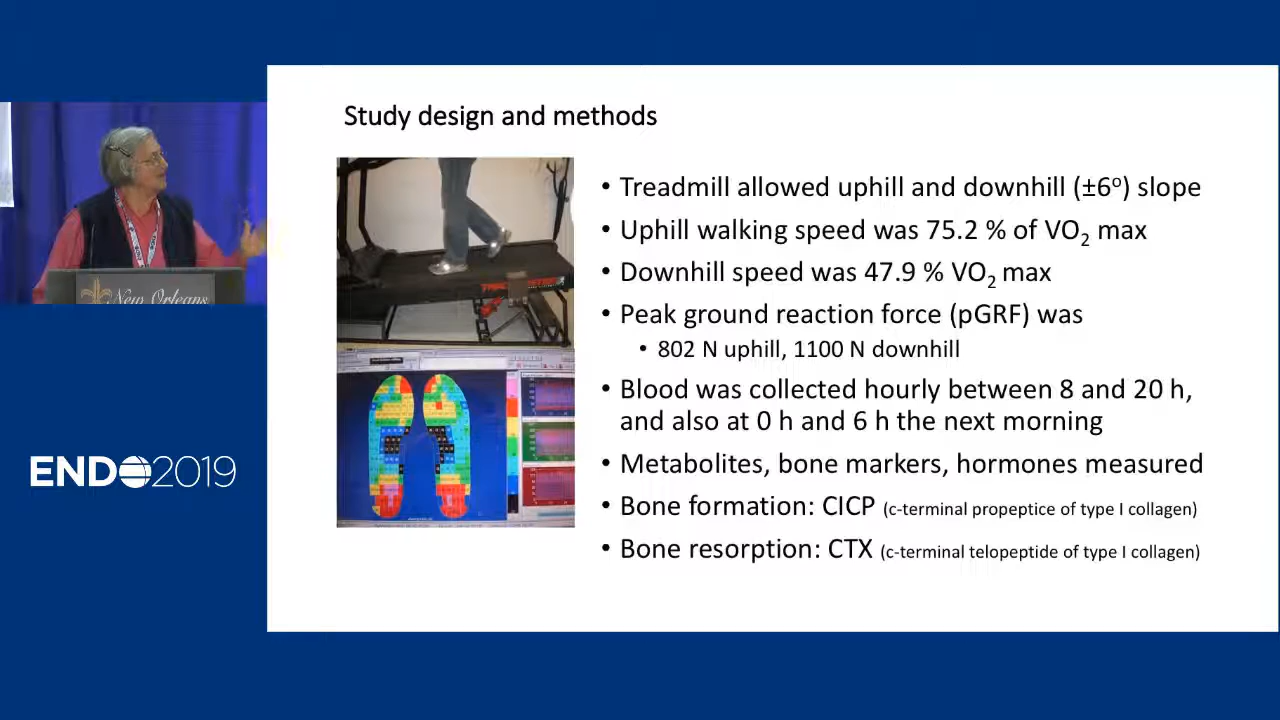 Study design and methods
• Treadmill allowed uphill and downhill (±6º) slope
• Uphill walking speed was 75.2 % of VO₂ max
• Downhill speed was 47.9 % VO₂ max
• Peak ground reaction force (pGRF) was
• 802 N uphill, 1100 N downhill
• Blood was collected hourly between 8 and 20 h,
and also at 0 h and 6 h the next morning
• Metabolites, bone markers, hormones measured
• Bone formation: CICP (c-terminal propeptice of type I collagen)
• Bone resorption: CTX (c-terminal telopeptide of type I collagen)
New Orleans
ENDO2019